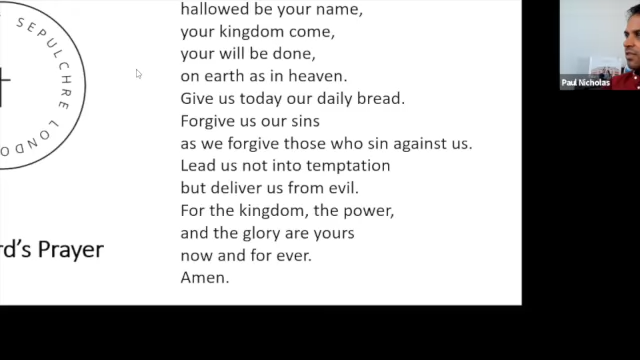 hallowed be your name,
your kingdom come,
your will be done,
on earth as in heaven.
Give us today our daily bread.
Forgive us our sins
as we forgive those who sin against us.
Lead us not into temptation
but deliver us from evil.
For the kingdom, the power,
and the glory are yours
now and for ever.
Amen.
SEPULCHRE LONDO
rd's Prayer
Paul Nicholas